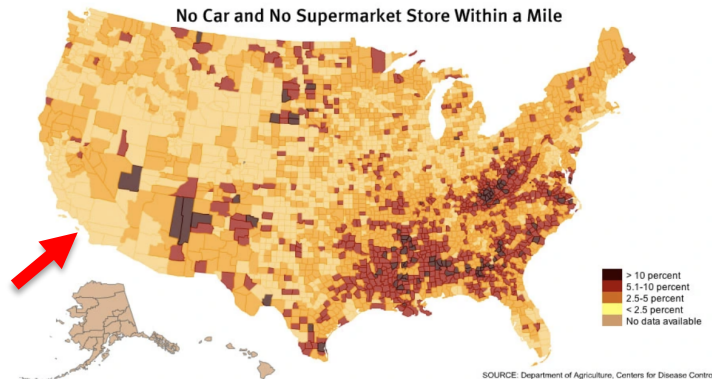 No Car and No Supermarket Store Within a Mile
> 10 percent
5.1-10 percent
2.5-5 percent
< 2.5 percent
No data available
SOURCE: Department of Agriculture, Centers for Disease Contro